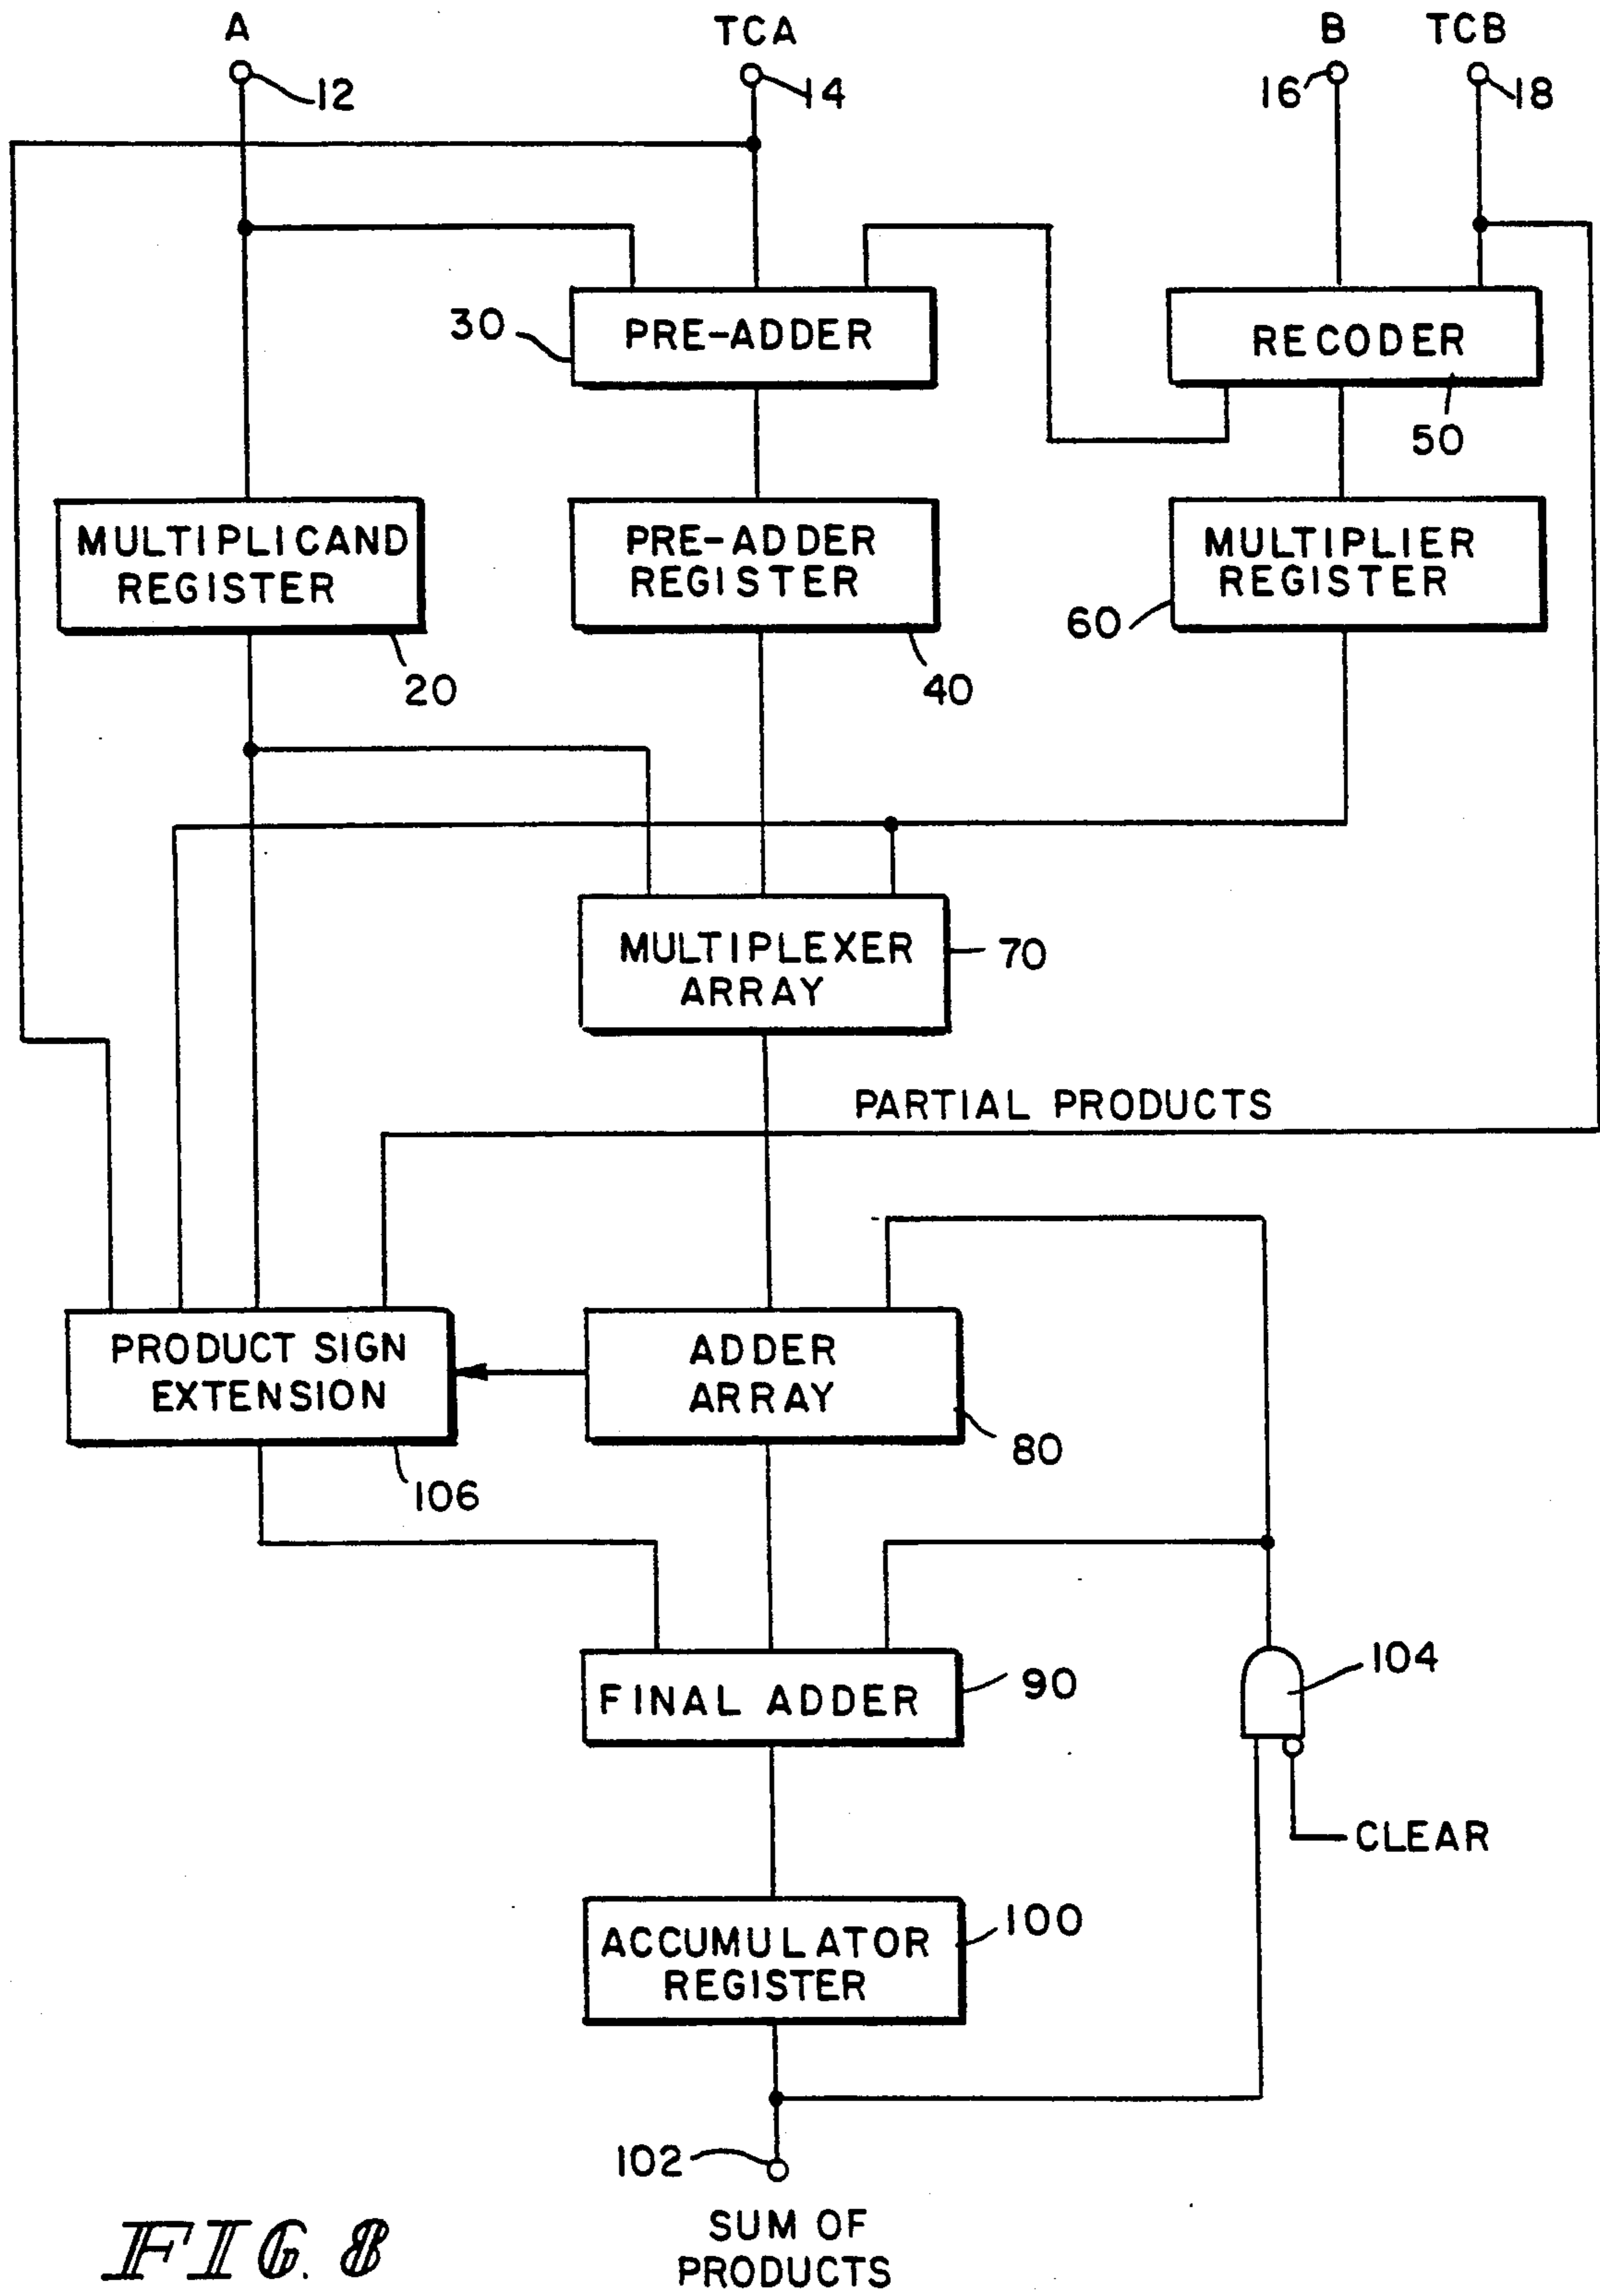 A
TCA
B
TCB
12
14
16
18
30
PRE-ADDER
RECODER
50
MULTIPLICAND
REGISTER
PRE-ADDER
REGISTER
MULTIPLIER
REGISTER
60
20
40
MULTIPLEXER
ARRAY
70
PARTIAL PRODUCTS
PRODUCT SIGN
EXTENSION
ADDER
ARRAY
80
106
104
FINAL ADDER
90
CLEAR
ACCUMULATOR
REGISTER
100
102
SUM OF
PRODUCTS
FIG. 8